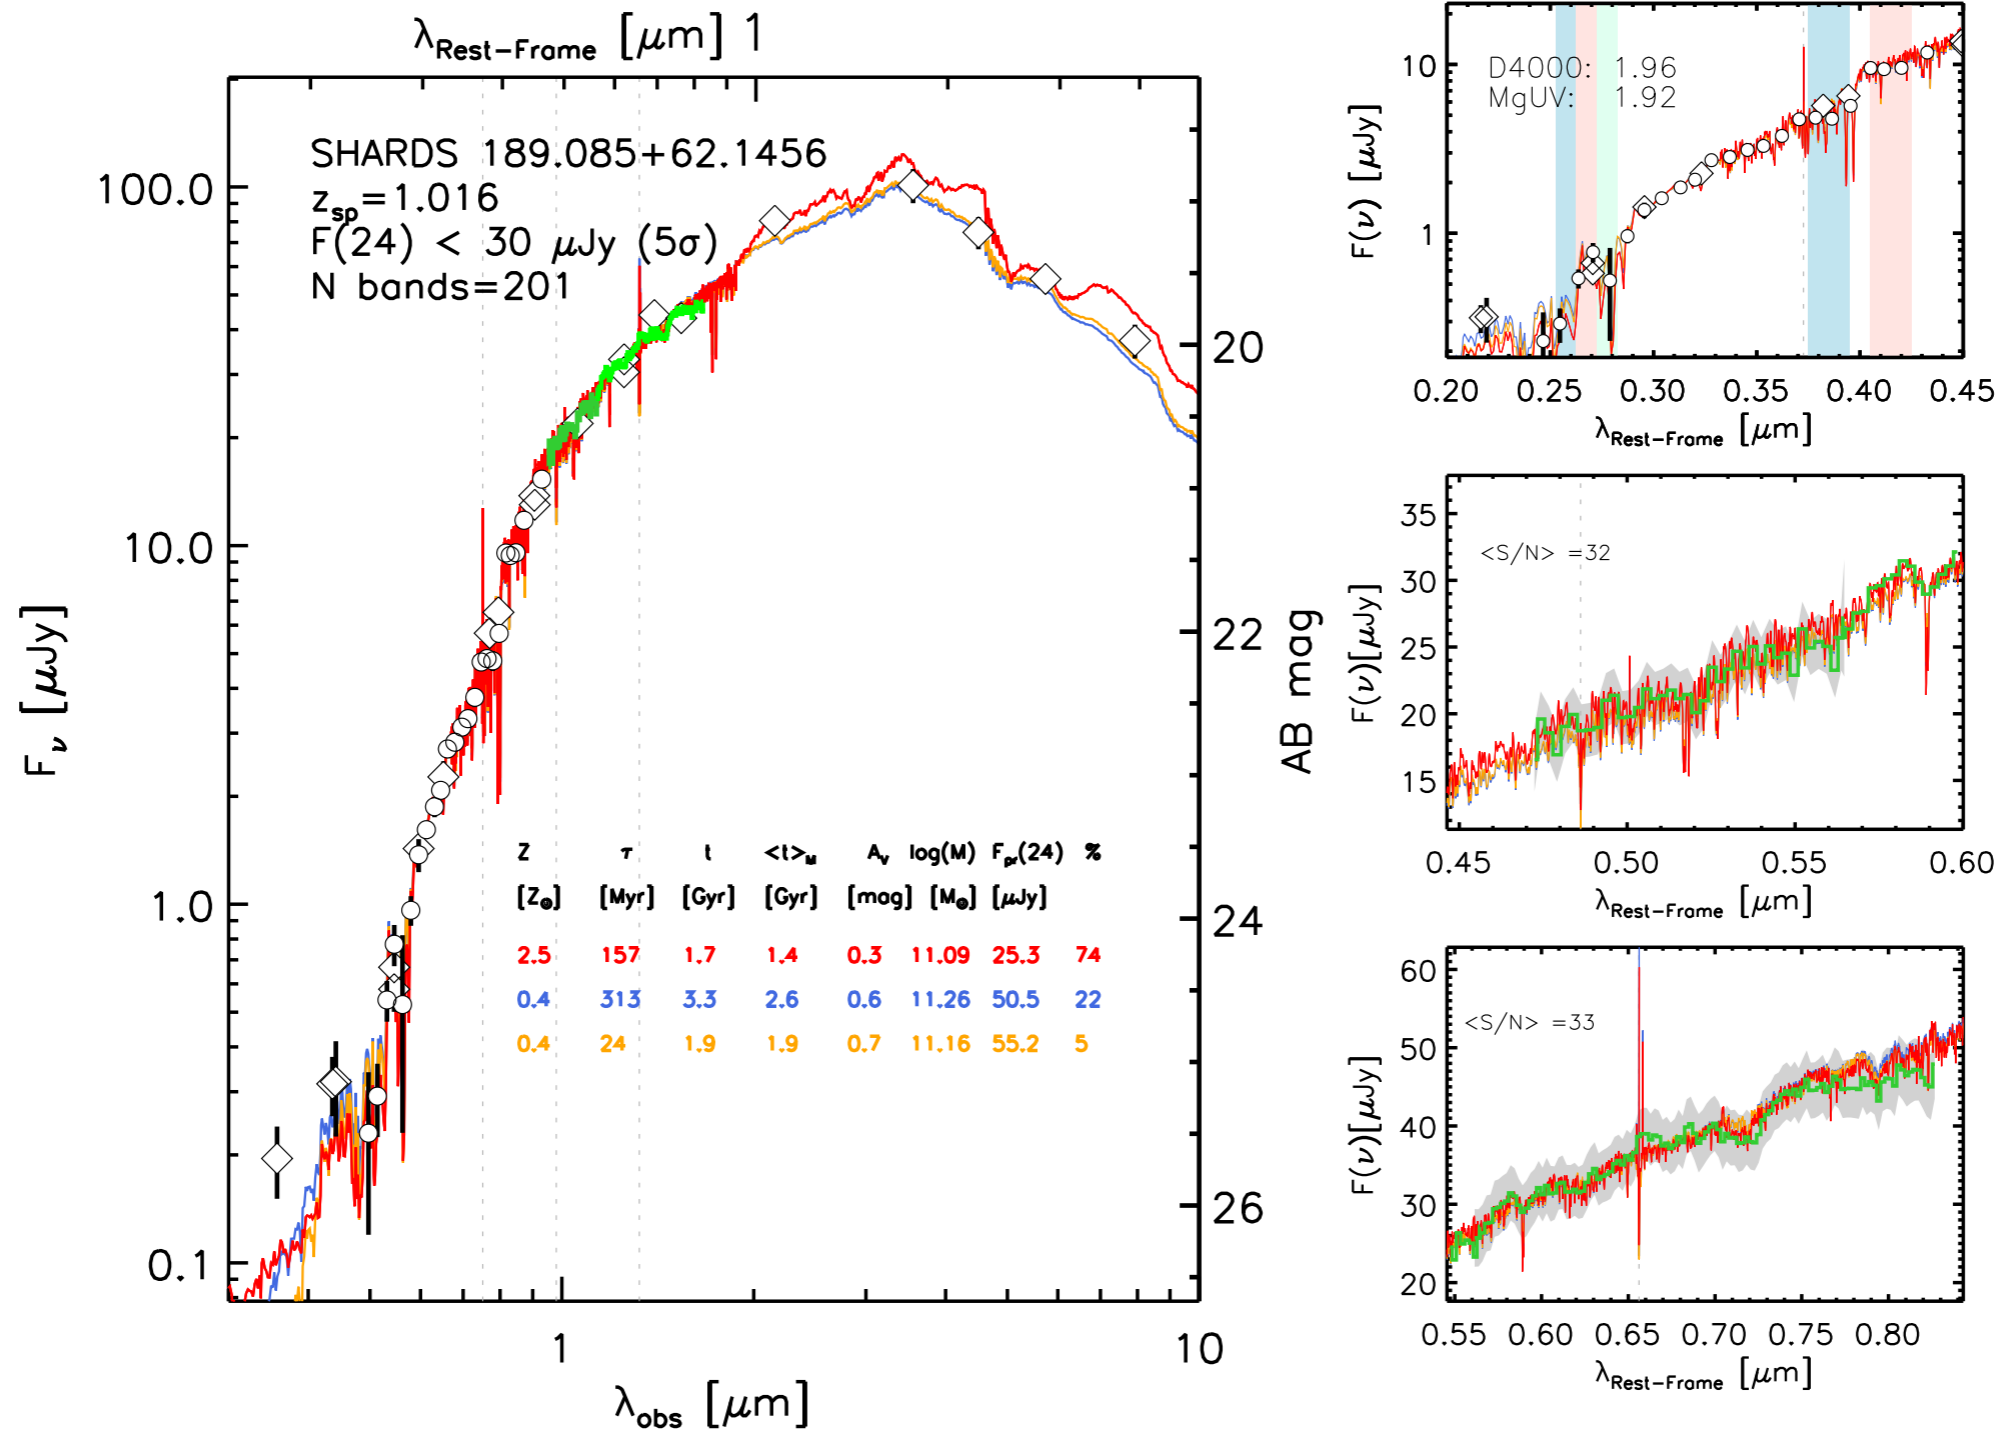 λRest-Frame [μm] 1
SHARDS 189.085+62.1456
zsp=1.016
F(24) < 30 μJy (5σ)
N bands=201
100.0
10.0
1.0
0.1
Fν [μJy]
20
22
24
26
AB mag
Z τ t <t>M AV log(M) Fpr(24) %
[Z⊙] [Myr] [Gyr] [Gyr] [mag] [M⊙] [μJy]
2.5 157 1.7 1.4 0.3 11.09 25.3 74
0.4 313 3.3 2.6 0.6 11.26 50.5 22
0.4 24 1.9 1.9 0.7 11.16 55.2 5
1 10
λobs [μm]
D4000: 1.96
MgUV: 1.92
10
1
F(ν) [μJy]
0.20 0.25 0.30 0.35 0.40 0.45
λRest-Frame [μm]
<S/N> =32
35
30
25
20
15
F(ν)[μJy]
0.45 0.50 0.55 0.60
λRest-Frame [μm]
<S/N> =33
60
50
40
30
20
F(ν)[μJy]
0.55 0.60 0.65 0.70 0.75 0.80
λRest-Frame [μm]